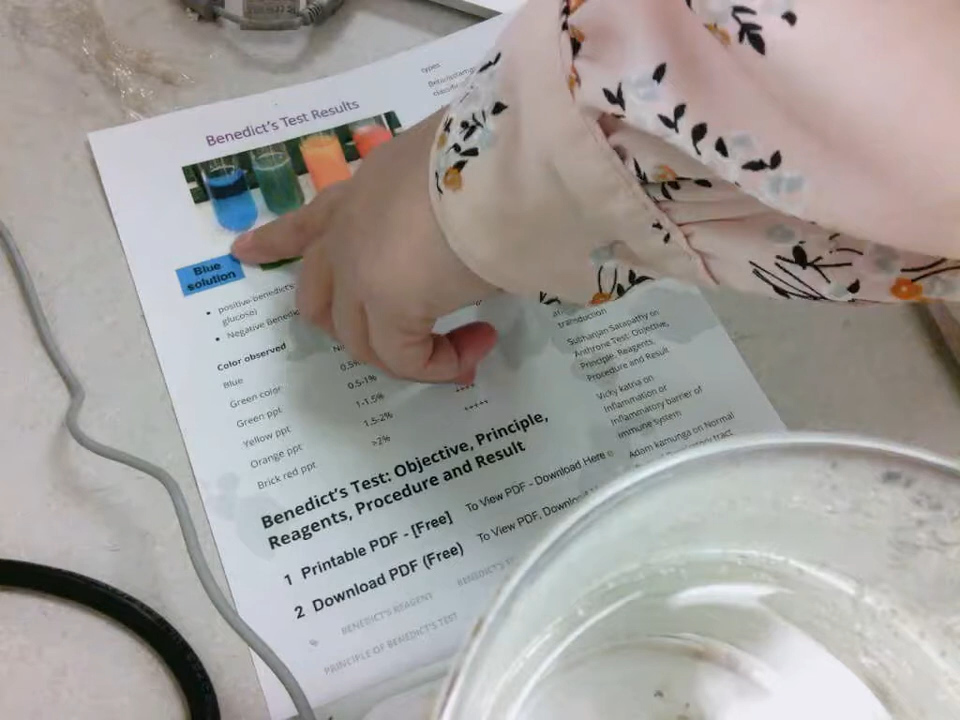 types
Benedict's Test Results
Blue
solution
positive-benedict's
glucose)
Negative Benedic
Color observed
Blue
Green color
0.5-1%
Green ppt
1-1.5%
Yellow ppt
1.5-2%
Orange ppt
>2%
Brick red ppt
****
*****
transduction
Subhanjan Satapathy on
Anthrone Test: Objective,
Principle, Reagents,
Procedure and Result
Vicky katna on
Inflammation or
Inflammatory barrier of
immune system
Adam kamunga on Normal
tract
Benedict's Test: Objective, Principle,
Reagents, Procedure and Result
1 Printable PDF - [Free]
To View PDF - Download Here
2 Download PDF (Free)
To View PDF, Downlo
BENEDICT'S REAGENT
PRINCIPLE OF BENEDICT'S TEST